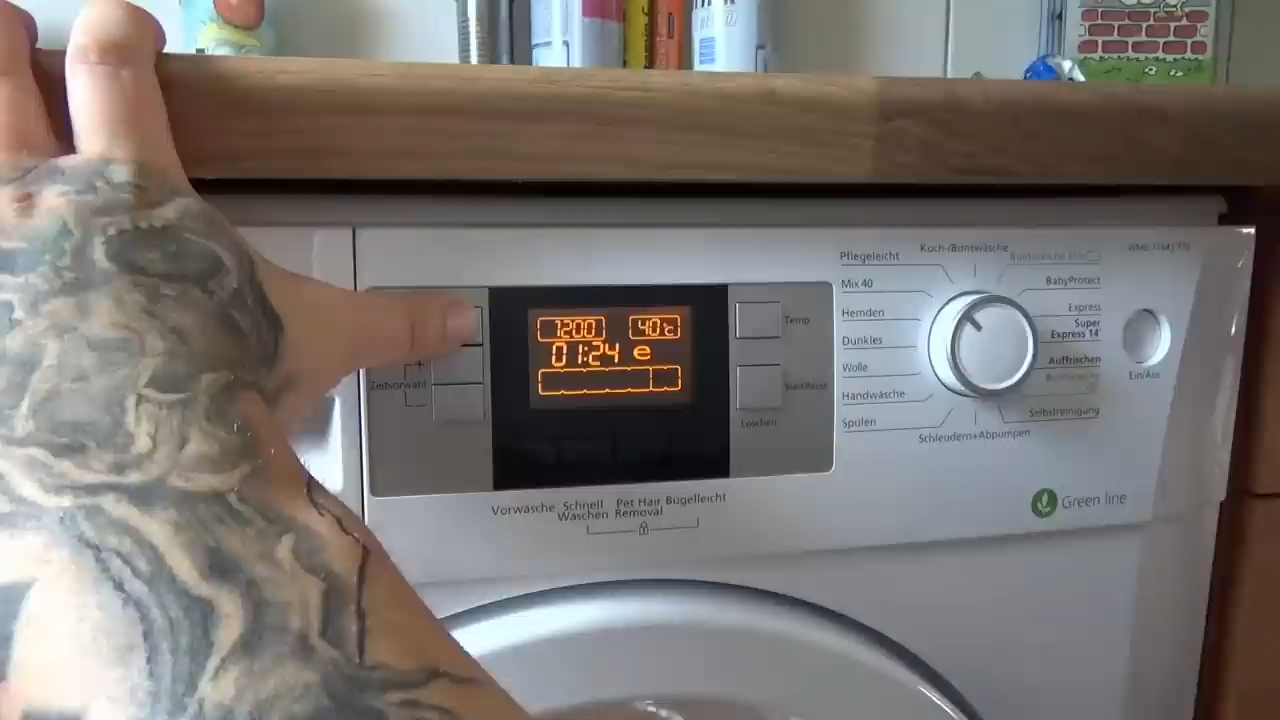 1200 40°C
01:24 e
Temp
Start/Pause
Löschen
+
Zeitvorwahl
-
Vorwäsche Schnell Pet Hair Bügelleicht
Waschen Removal
Koch-/Buntwäsche
Pflegeleicht
Mix 40
Hemden
Dunkles
Wolle
Handwäsche
Spülen
Schleudern+Abpumpen
BabyProtect
Express
Super
Express 14'
Auffrischen
Selbstreinigung
Ein/Aus
Green line